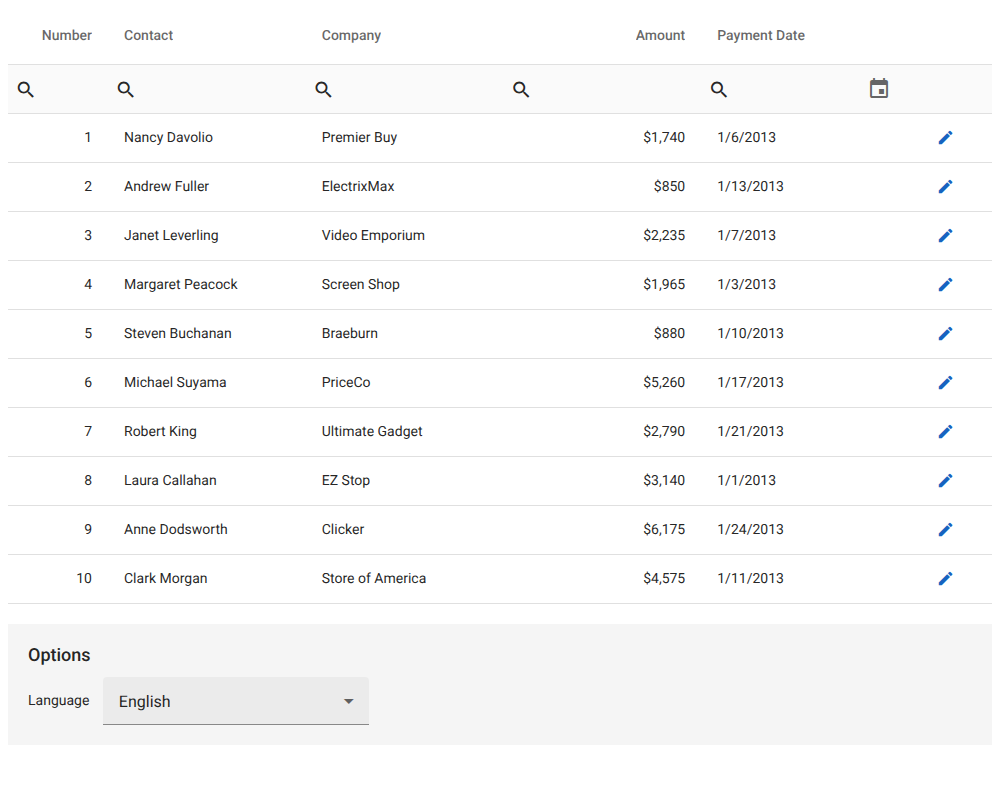 Number Contact Company Amount Payment Date
1 Nancy Davolio Premier Buy $1,740 1/6/2013
2 Andrew Fuller ElectrixMax $850 1/13/2013
3 Janet Leverling Video Emporium $2,235 1/7/2013
4 Margaret Peacock Screen Shop $1,965 1/3/2013
5 Steven Buchanan Braeburn $880 1/10/2013
6 Michael Suyama PriceCo $5,260 1/17/2013
7 Robert King Ultimate Gadget $2,790 1/21/2013
8 Laura Callahan EZ Stop $3,140 1/1/2013
9 Anne Dodsworth Clicker $6,175 1/24/2013
10 Clark Morgan Store of America $4,575 1/11/2013
Options
Language English